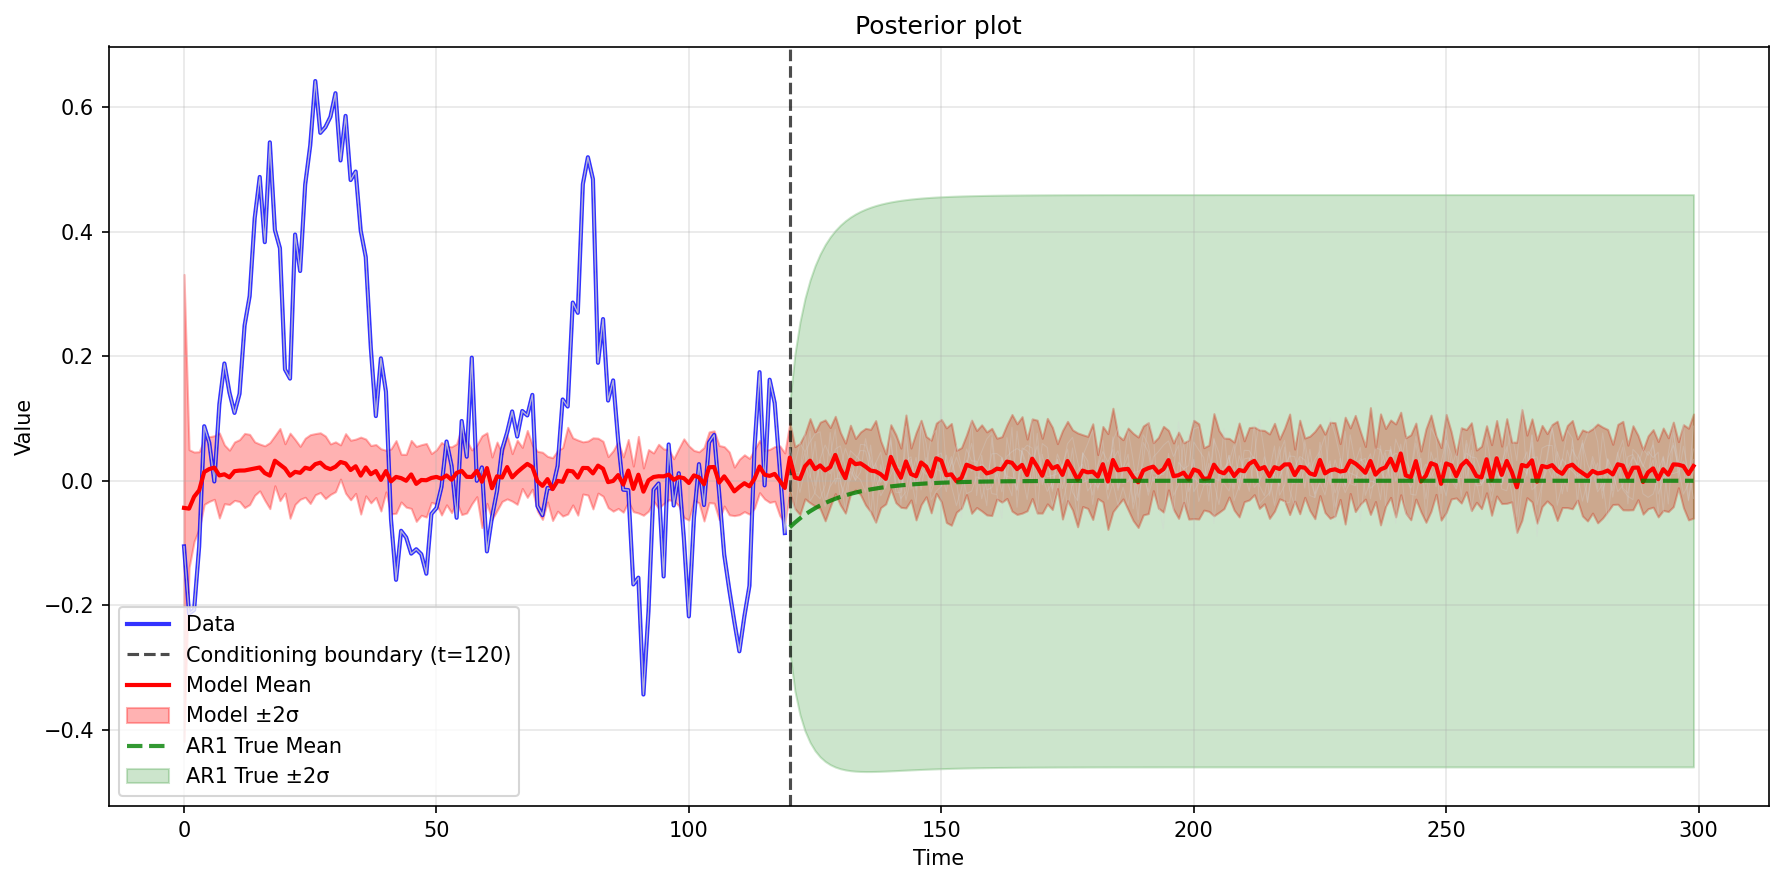 Posterior plot
Value
0.6
0.4
0.2
0.0
−0.2
−0.4
Data
Conditioning boundary (t=120)
Model Mean
Model ±2σ
AR1 True Mean
AR1 True ±2σ
0 50 100 150 200 250 300
Time